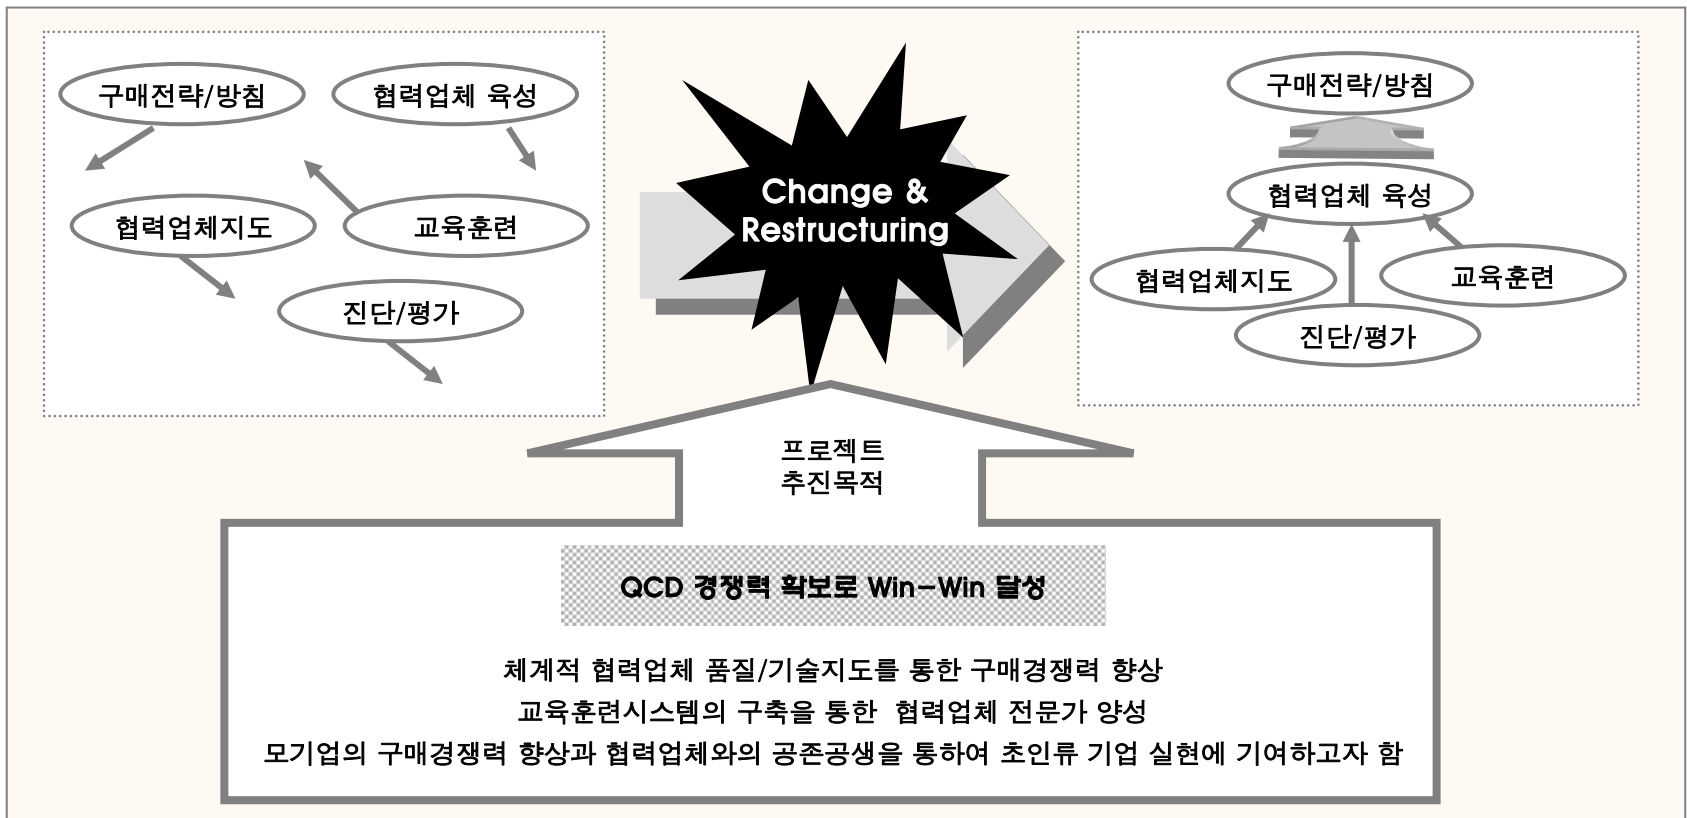 구매전략/방침
협력업체 육성
협력업체지도
교육훈련
진단/평가
Change &
Restructuring
구매전략/방침
협력업체 육성
협력업체지도
교육훈련
진단/평가
프로젝트
추진목적
QCD 경쟁력 확보로 Win-Win 달성
체계적 협력업체 품질/기술지도를 통한 구매경쟁력 향상
교육훈련시스템의 구축을 통한 협력업체 전문가 양성
모기업의 구매경쟁력 향상과 협력업체와의 공존공생을 통하여 초인류 기업 실현에 기여하고자 함